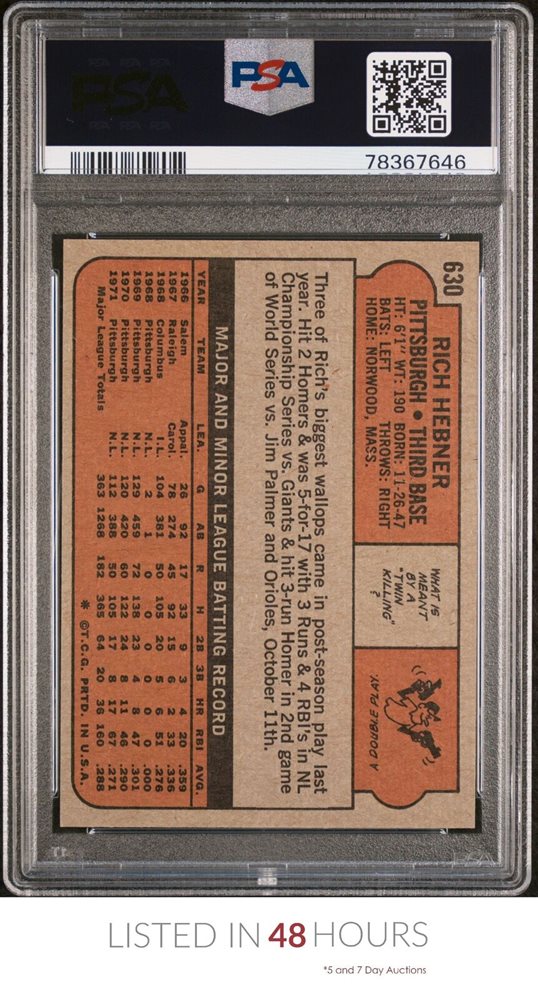 PSA
PSA
78367646
630
RICH HEBNER
PITTSBURGH • THIRD BASE
HT: 6'1" WT: 190 BORN: 11-26-47
BATS: LEFT THROWS: RIGHT
HOME: NORWOOD, MASS.
WHAT IS
MEANT
BY A
"TWIN
KILLING"
?
A DOUBLE PLAY.
Three of Rich's biggest wallops came in post-season play last
year. Hit 2 Homers & was 5-for-17 with 3 Runs & 4 RBI's in NL
Championship Series vs. Giants & hit 3-run Homer in 2nd game
of World Series vs. Jim Palmer and Orioles, October 11th.
MAJOR AND MINOR LEAGUE BATTING RECORD
YEAR TEAM LEA. G AB R H 2B 3B HR RBI AVG.
1966 Salem Appal. 26 92 17 33 9 3 4 20 .359
1967 Raleigh Carol. 78 274 45 92 15 6 2 33 .336
1968 Columbus I.L. 104 381 50 105 20 5 6 51 .276
1968 Pittsburgh N.L. 2 1 0 0 0 0 0 0 .000
1969 Pittsburgh N.L. 129 459 72 138 23 4 8 47 .301
1970 Pittsburgh N.L. 120 420 60 122 24 8 11 46 .290
1971 Pittsburgh N.L. 112 388 50 105 17 8 17 67 .271
Major League Totals 363 1268 182 365 64 20 36 160 .288
* ©T.C.G. PRTD. IN U.S.A.
PSA
LISTED IN 48 HOURS
*5 and 7 Day Auctions